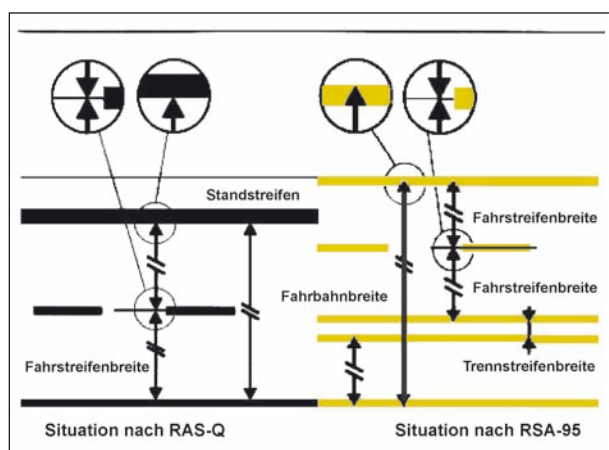 Standstreifen
Fahrstreifenbreite
Fahrbahnbreite
Fahrstreifenbreite
Fahrstreifenbreite
Trennstreifenbreite
Situation nach RAS-Q
Situation nach RSA-95